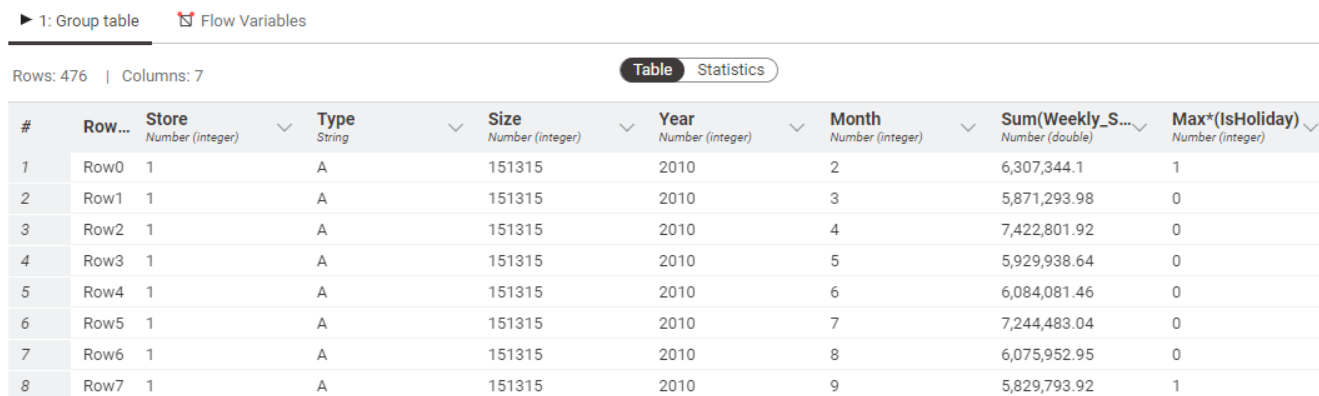 ▶ 1: Group table Flow Variables
Rows: 476 | Columns: 7 Table Statistics
# Row... Store Type Size Year Month Sum(Weekly_S... Max*(IsHoliday)
Number (integer) String Number (integer) Number (integer) Number (integer) Number (double) Number (integer)
1 Row0 1 A 151315 2010 2 6,307,344.1 1
2 Row1 1 A 151315 2010 3 5,871,293.98 0
3 Row2 1 A 151315 2010 4 7,422,801.92 0
4 Row3 1 A 151315 2010 5 5,929,938.64 0
5 Row4 1 A 151315 2010 6 6,084,081.46 0
6 Row5 1 A 151315 2010 7 7,244,483.04 0
7 Row6 1 A 151315 2010 8 6,075,952.95 0
8 Row7 1 A 151315 2010 9 5,829,793.92 1